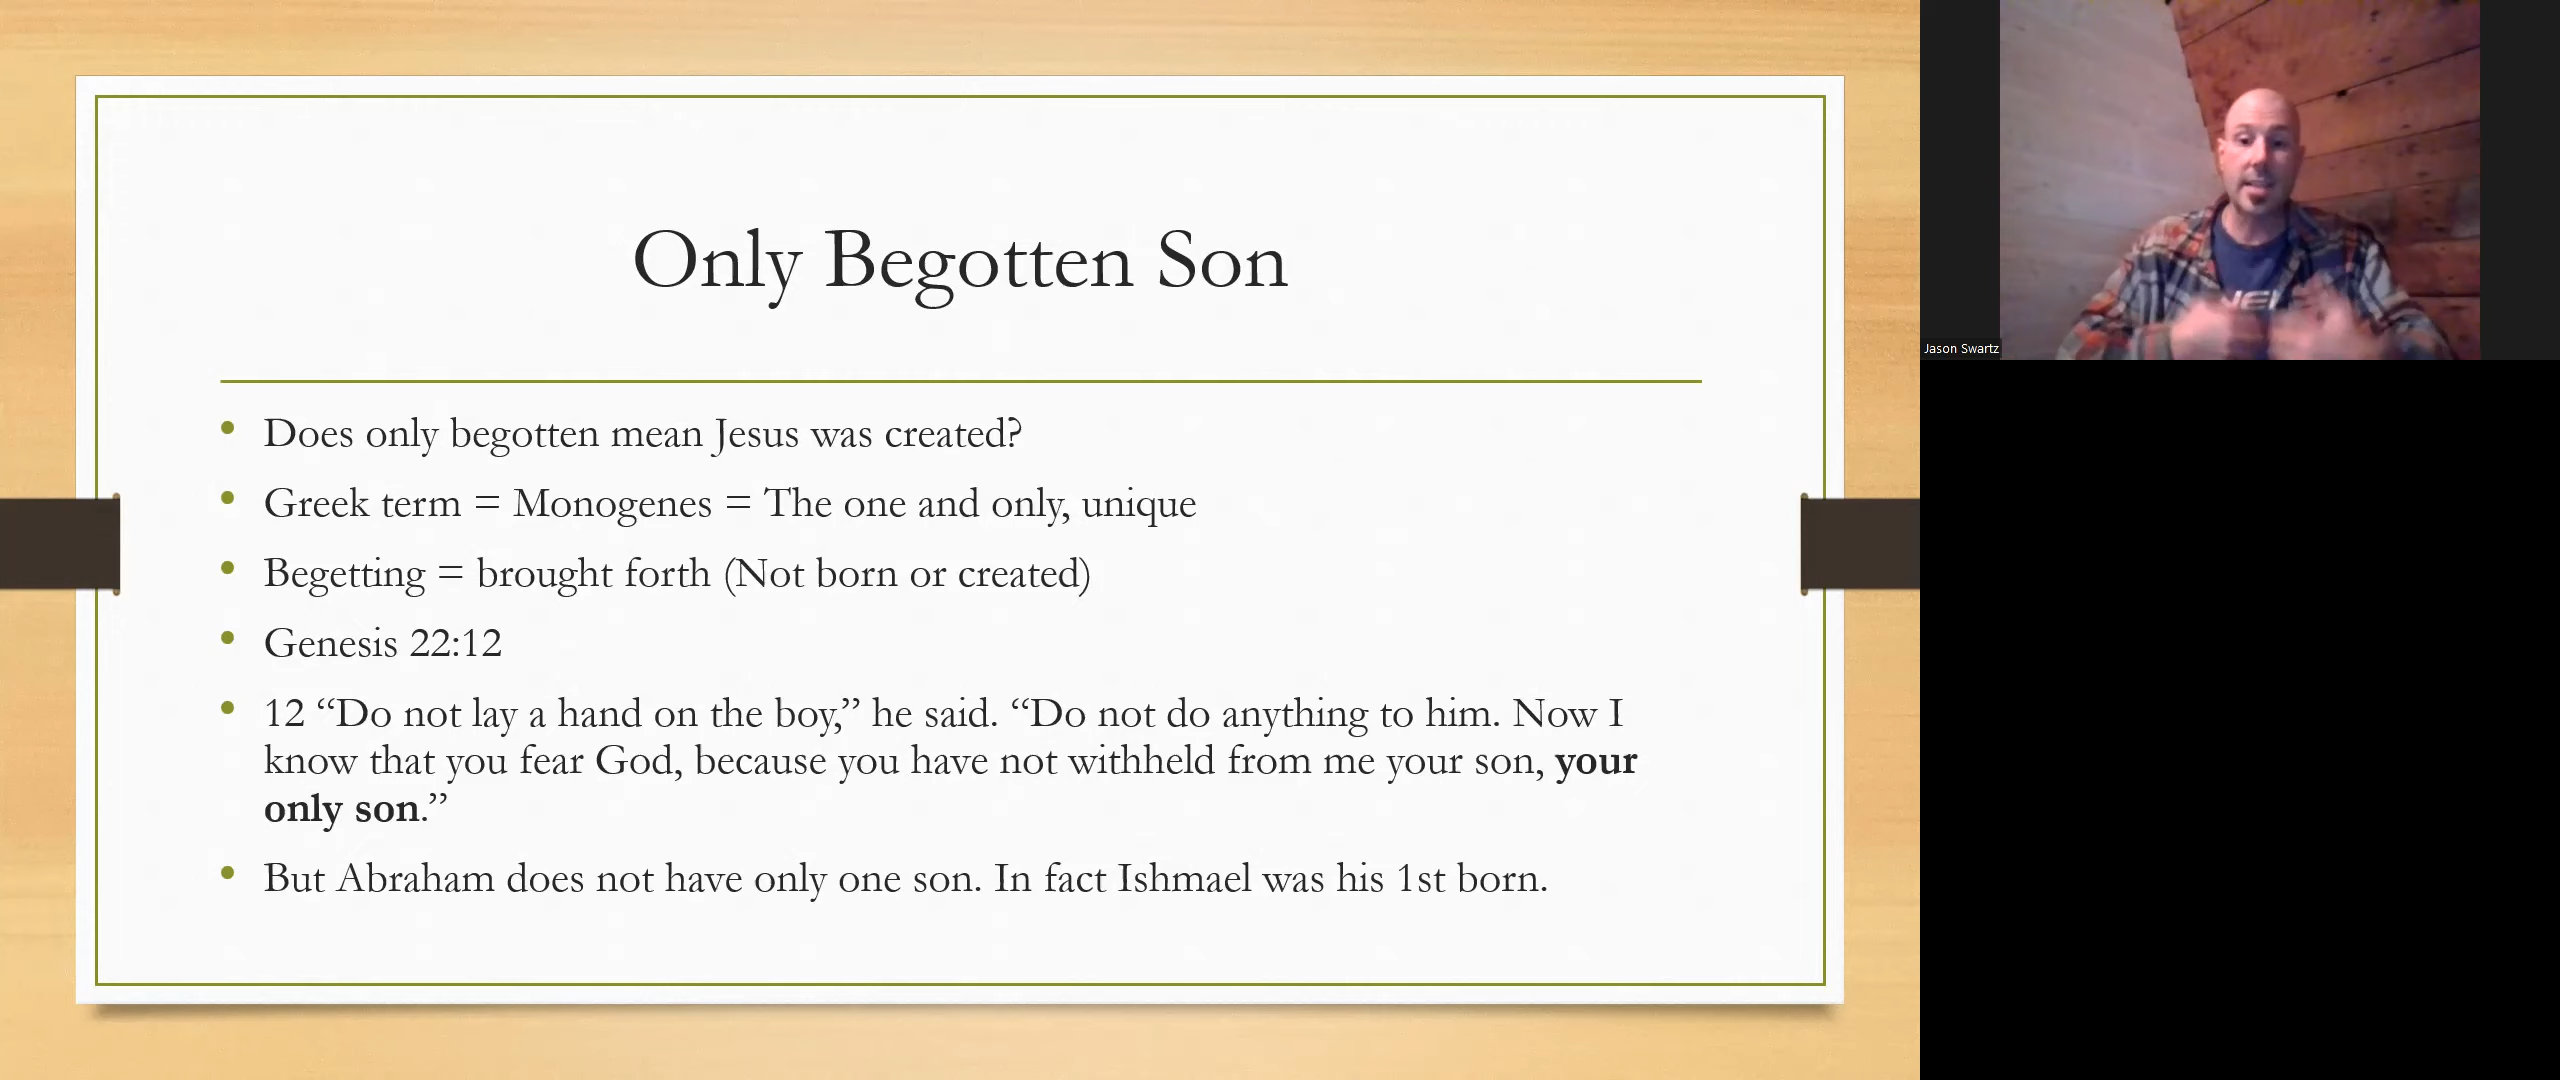 Only Begotten Son
• Does only begotten mean Jesus was created?
• Greek term = Monogenes = The one and only, unique
• Begetting = brought forth (Not born or created)
• Genesis 22:12
• 12 “Do not lay a hand on the boy,” he said. “Do not do anything to him. Now I
know that you fear God, because you have not withheld from me your son, your
only son.”
• But Abraham does not have only one son. In fact Ishmael was his 1st born.
Jason Swartz